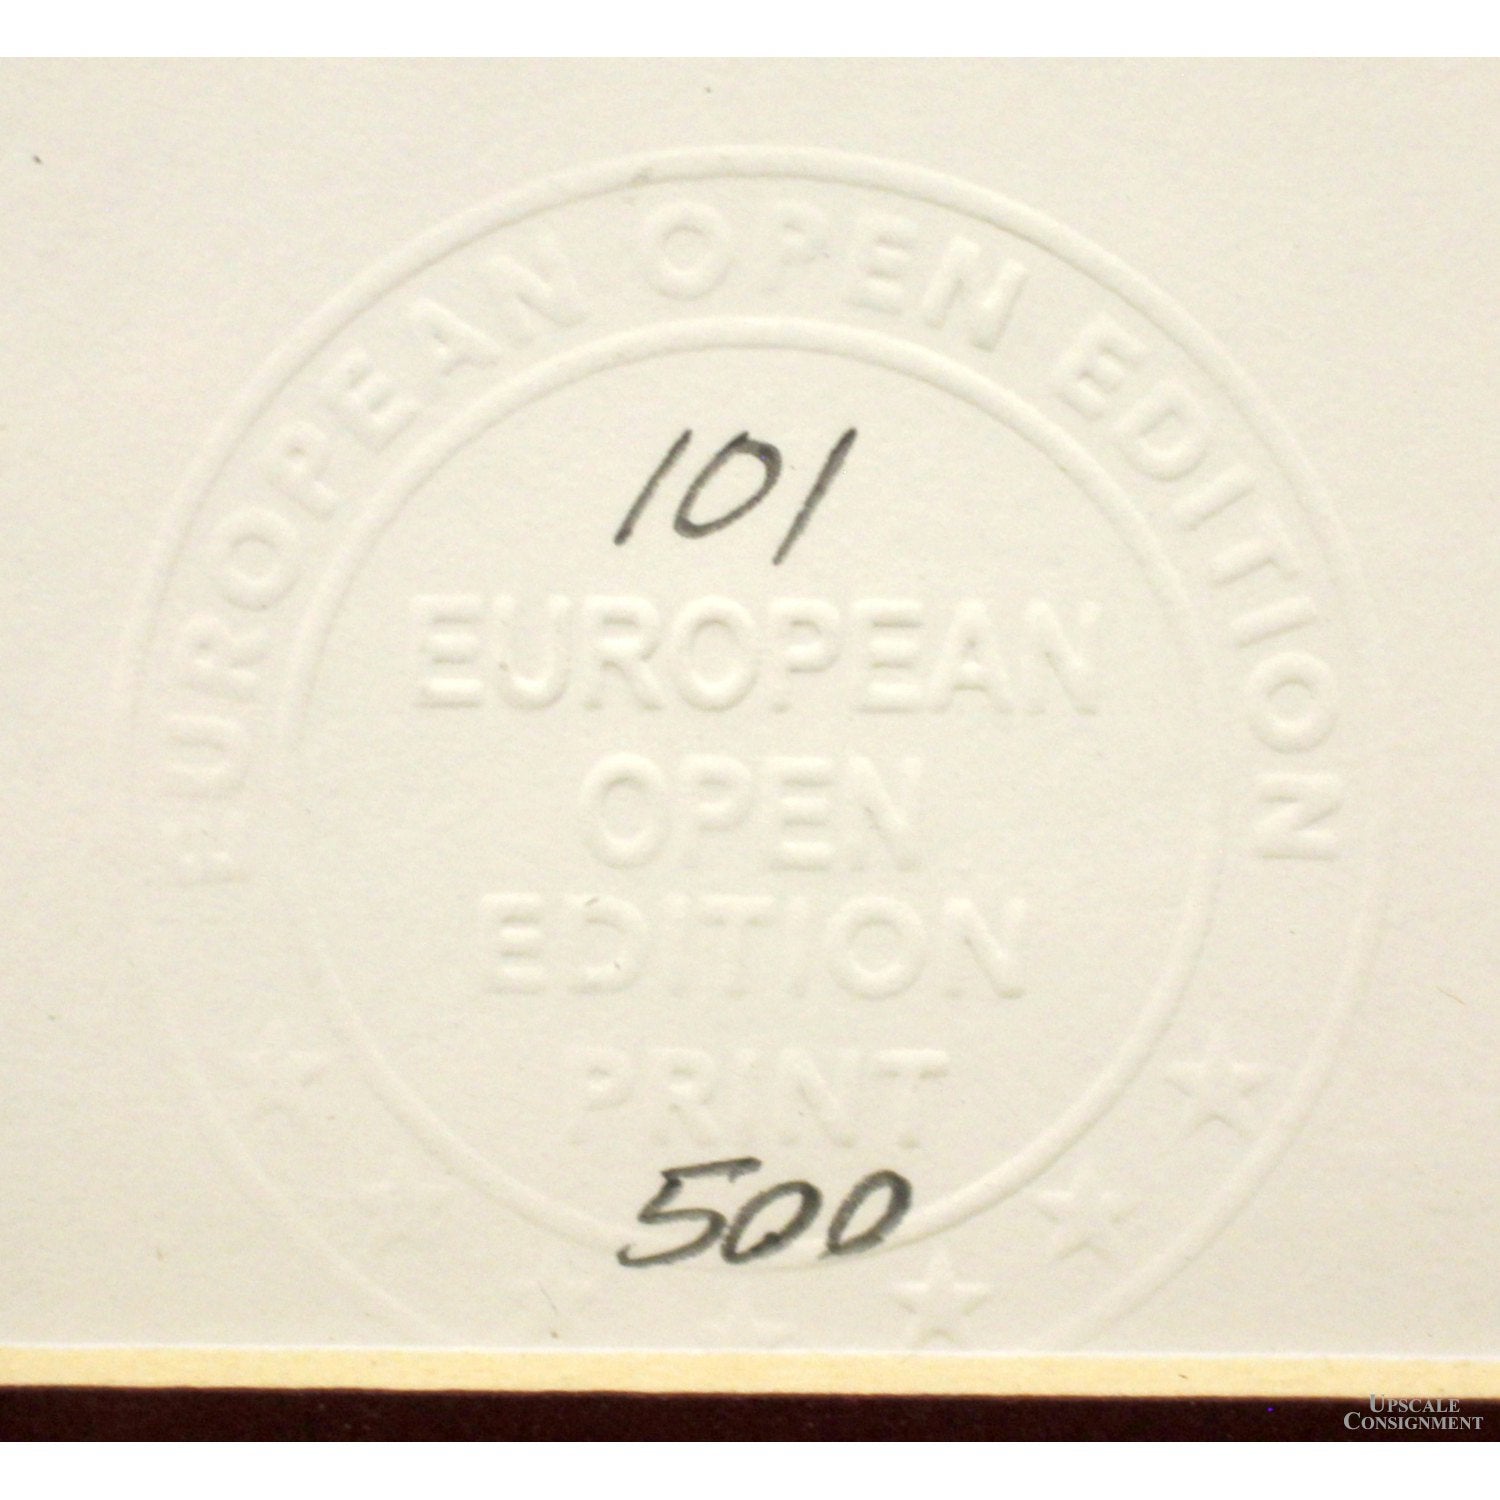 EUROPEAN OPEN EDITION
101
EUROPEAN
OPEN
EDITION
PRINT
500
UPSCALE
CONSIGNMENT